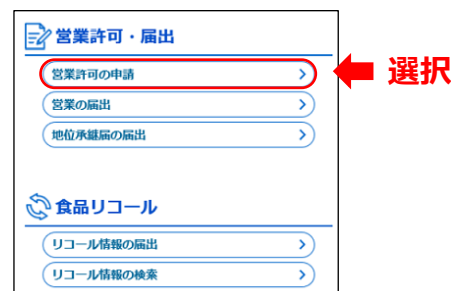 営業許可・届出
営業許可の申請
選択
営業の届出
地位承継届の届出
食品リコール
リコール情報の届出
リコール情報の検索